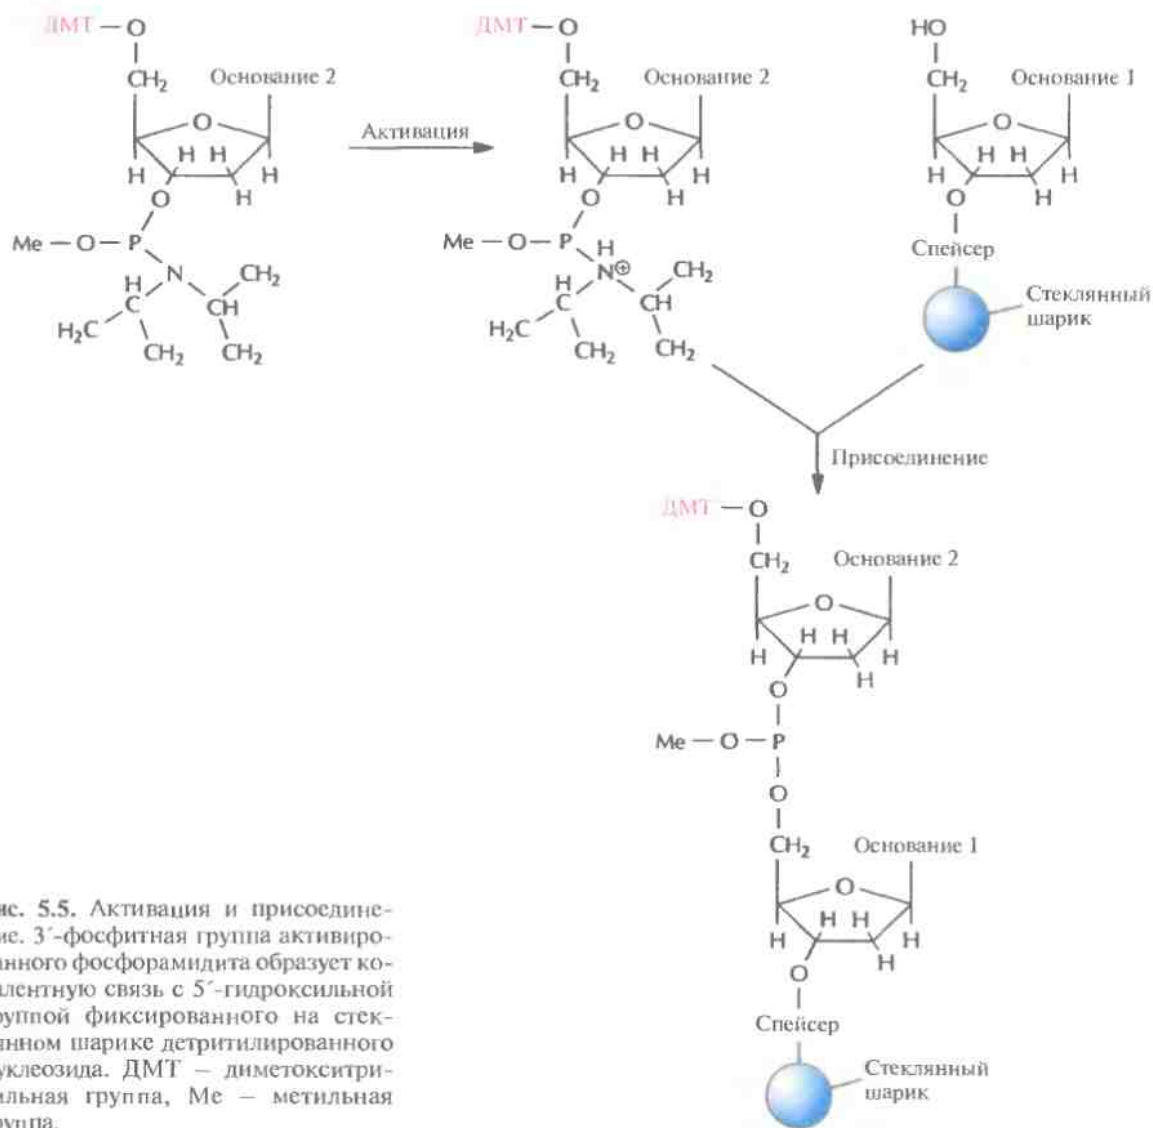 ДМТ — O
CH₂ Основание 2
O
H H
H H
O H
Me — O — P
N
H CH₂
C CH
H₂C
CH₂ CH₂
Активация
ДМТ — O
CH₂ Основание 2
O
H H
H H
O H
Me — O — P H
N⊕
H CH₂
C CH
H₂C
CH₂ CH₂
HO
CH₂ Основание 1
O
H H
H H
O H
Спейсер
Стеклянный
шарик
Присоединение
ДМТ — O
CH₂ Основание 2
O
H H
H H
O H
Me — O — P
O
CH₂ Основание 1
O
H H
H H
O H
Спейсер
Стеклянный
шарик
ис. 5.5. Активация и присоедине-
ие. 3´-фосфитная группа активиро-
анного фосфорамидита образует ко-
алентную связь с 5´-гидроксильной
руппой фиксированного на стек-
янном шарике детритилированного
уклеозида. ДМТ — диметокситри-
ильная группа, Me — метильная
руппа.